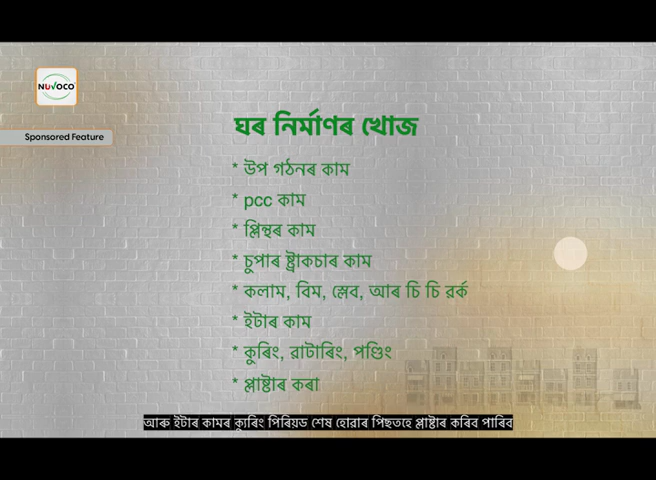 NUVOCO
Sponsored Feature
ঘৰ নিৰ্মাণৰ খোজ
* উপ গঠনৰ কাম
* pcc কাম
* প্লিন্থৰ কাম
* চুপাৰ ষ্ট্ৰাকচাৰ কাম
* কলাম, বিম, স্লেব, আৰ চি চি ৱৰ্ক
* ইটাৰ কাম
* কুৰিং, ৱাটাৰিং, পণ্ডিং
* প্লাষ্টাৰ কৰা
আৰু ইটাৰ কামৰ ক্যুৰিং পিৰিয়ড শেষ হোৱাৰ পিছতহে প্লাষ্টাৰ কৰিব পাৰিব